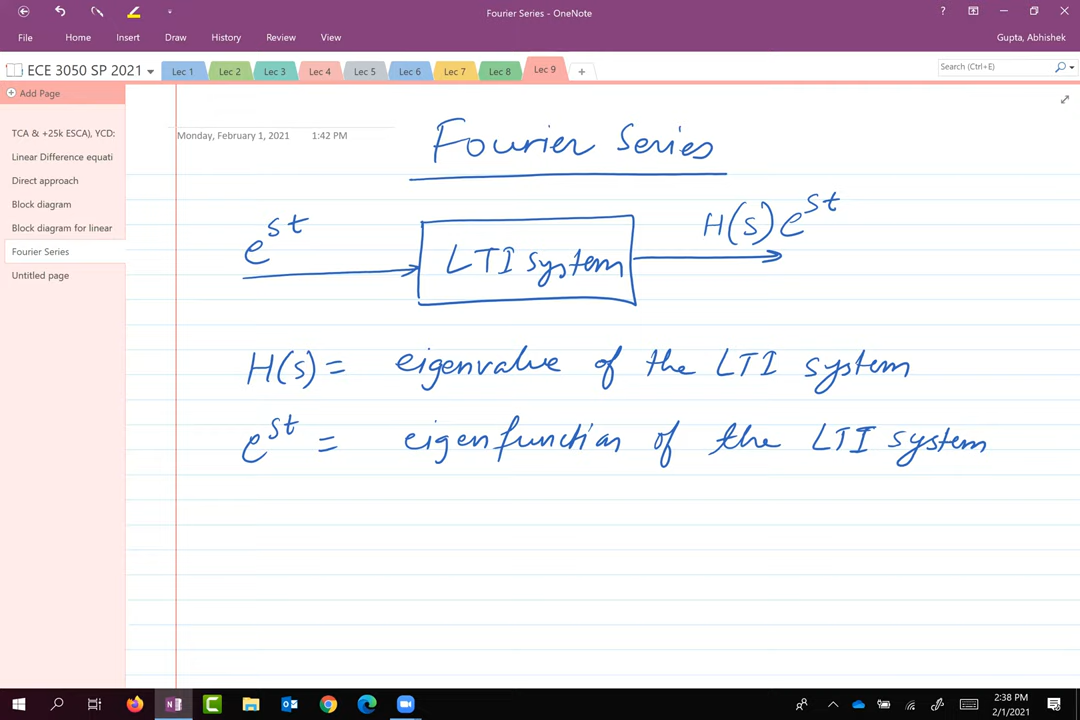 Fourier Series - OneNote
?
File Home Insert Draw History Review View
Gupta, Abhishek
ECE 3050 SP 2021
Lec 1 Lec 2 Lec 3 Lec 4 Lec 5 Lec 6 Lec 7 Lec 8 Lec 9 +
Search (Ctrl+E)
Add Page
TCA & +25k ESCA), YCD:
Linear Difference equati
Direct approach
Block diagram
Block diagram for linear
Fourier Series
Untitled page
Monday, February 1, 2021 1:42 PM
Fourier Series
e^st LTI system H(s) e^st
H(s) = eigenvalue of the LTI system
e^st = eigenfunction of the LTI system
2:38 PM
2/1/2021